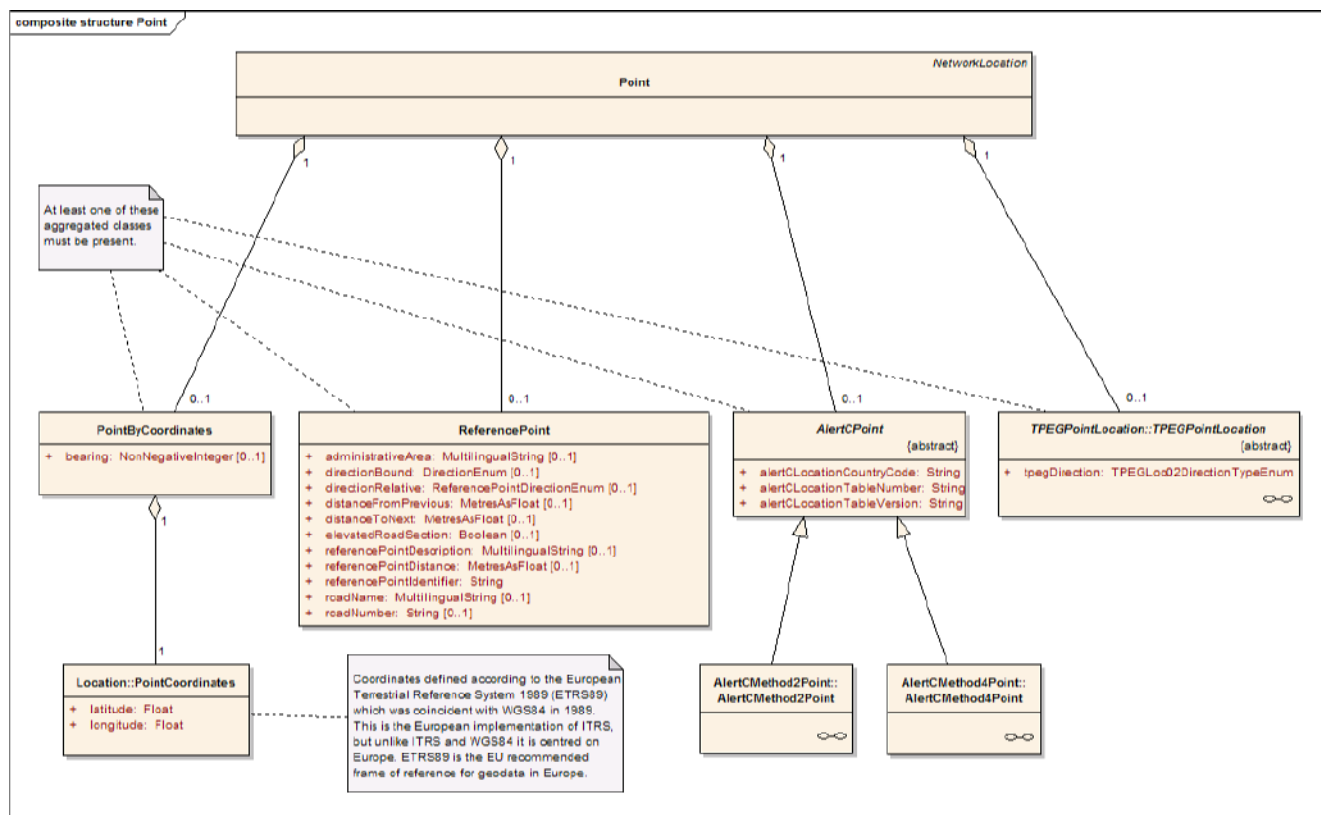 composite structure Point
NetworkLocation
Point
1
1
1
1
At least one of these
aggregated classes
must be present.
0..1
0..1
0..1
0..1
PointByCoordinates
+ bearing: NonNegativeInteger [0..1]
1
ReferencePoint
+ administrativeArea: MultilingualString [0..1]
+ directionBound: DirectionEnum [0..1]
+ directionRelative: ReferencePointDirectionEnum [0..1]
+ distanceFromPrevious: MetresAsFloat [0..1]
+ distanceToNext: MetresAsFloat [0..1]
+ elevatedRoadSection: Boolean [0..1]
+ referencePointDescription: MultilingualString [0..1]
+ referencePointDistance: MetresAsFloat [0..1]
+ referencePointIdentifier: String
+ roadName: MultilingualString [0..1]
+ roadNumber: String [0..1]
AlertCPoint
{abstract}
+ alertCLocationCountryCode: String
+ alertCLocationTableNumber: String
+ alertCLocationTableVersion: String
TPEGPointLocation::TPEGPointLocation
{abstract}
+ tpegDirection: TPEGLoc02DirectionTypeEnum
1
Location::PointCoordinates
+ latitude: Float
+ longitude: Float
Coordinates defined according to the European
Terrestrial Reference System 1989 (ETRS89)
which was coincident with WGS84 in 1989.
This is the European implementation of ITRS,
but unlike ITRS and WGS84 it is centred on
Europe. ETRS89 is the EU recommended
frame of reference for geodata in Europe.
AlertCMethod2Point::
AlertCMethod2Point
AlertCMethod4Point::
AlertCMethod4Point